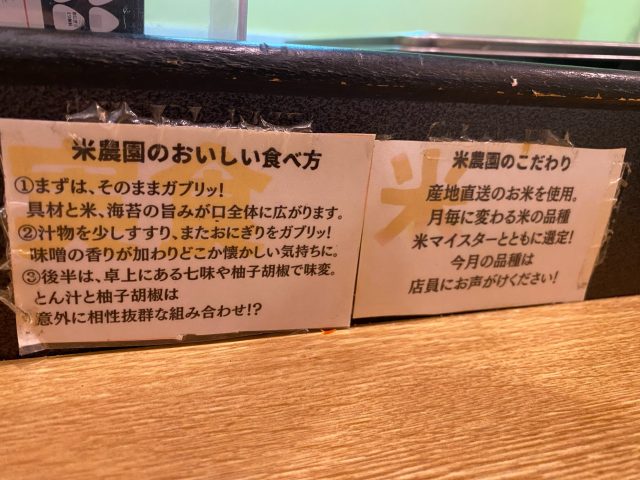 米農園のおいしい食べ方
①まずは、そのままガブリッ!
具材と米、海苔の旨みが口全体に広がります。
②汁物を少しすすり、またおにぎりをガブリッ!
味噌の香りが加わりどこか懐かしい気持ちに。
③後半は、卓上にある七味や柚子胡椒で味変。
とん汁と柚子胡椒は
意外に相性抜群な組み合わせ!?
米農園のこだわり
産地直送のお米を使用。
月毎に変わる米の品種
米マイスターとともに選定!
今月の品種は
店員にお声がけください!